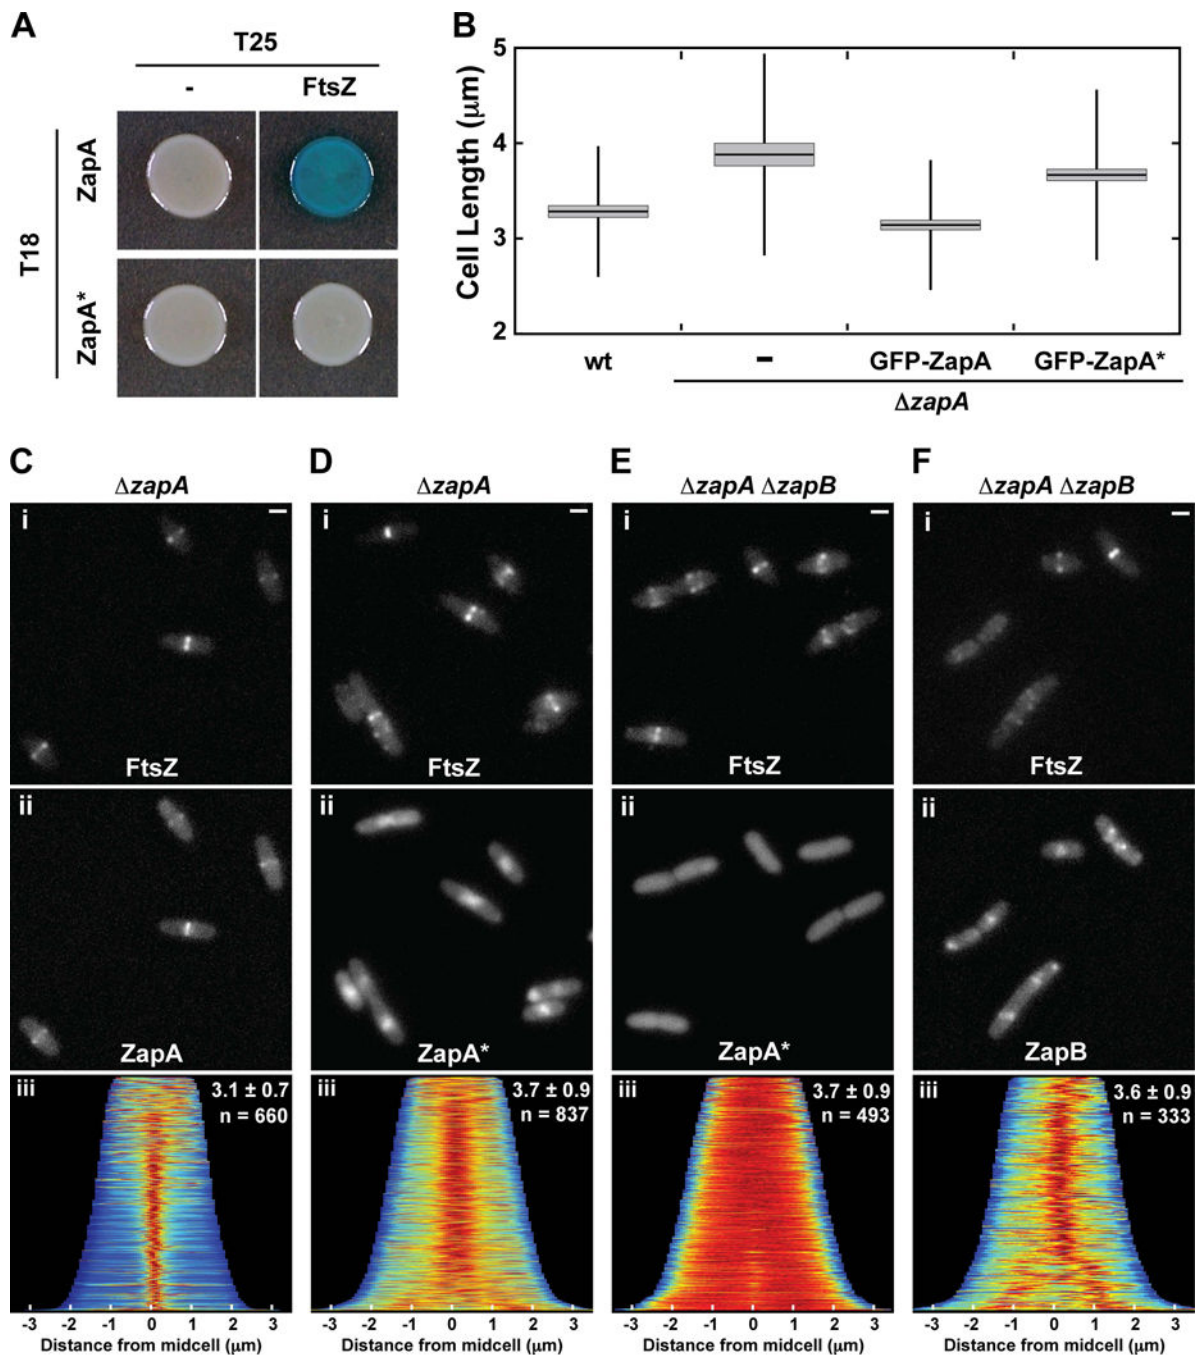 A
T25
-
FtsZ
T18
ZapA
ZapA*
B
Cell Length (μm)
5
4
3
2
wt
–
GFP-ZapA
GFP-ZapA*
ΔzapA
C
D
E
F
ΔzapA
ΔzapA
ΔzapA ΔzapB
ΔzapA ΔzapB
i
i
i
i
FtsZ
FtsZ
FtsZ
FtsZ
ii
ii
ii
ii
ZapA
ZapA*
ZapA*
ZapB
iii
3.1 ± 0.7
n = 660
iii
3.7 ± 0.9
n = 837
iii
3.7 ± 0.9
n = 493
iii
3.6 ± 0.9
n = 333
-3 -2 -1 0 1 2 3
-3 -2 -1 0 1 2 3
-3 -2 -1 0 1 2 3
-3 -2 -1 0 1 2 3
Distance from midcell (μm)
Distance from midcell (μm)
Distance from midcell (μm)
Distance from midcell (μm)